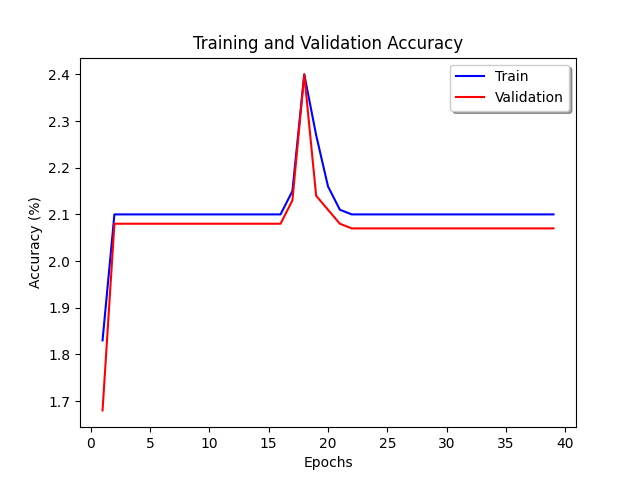 Training and Validation Accuracy
Train
Validation
2.4
2.3
2.2
2.1
2.0
1.9
1.8
1.7
Accuracy (%)
0 5 10 15 20 25 30 35 40
Epochs